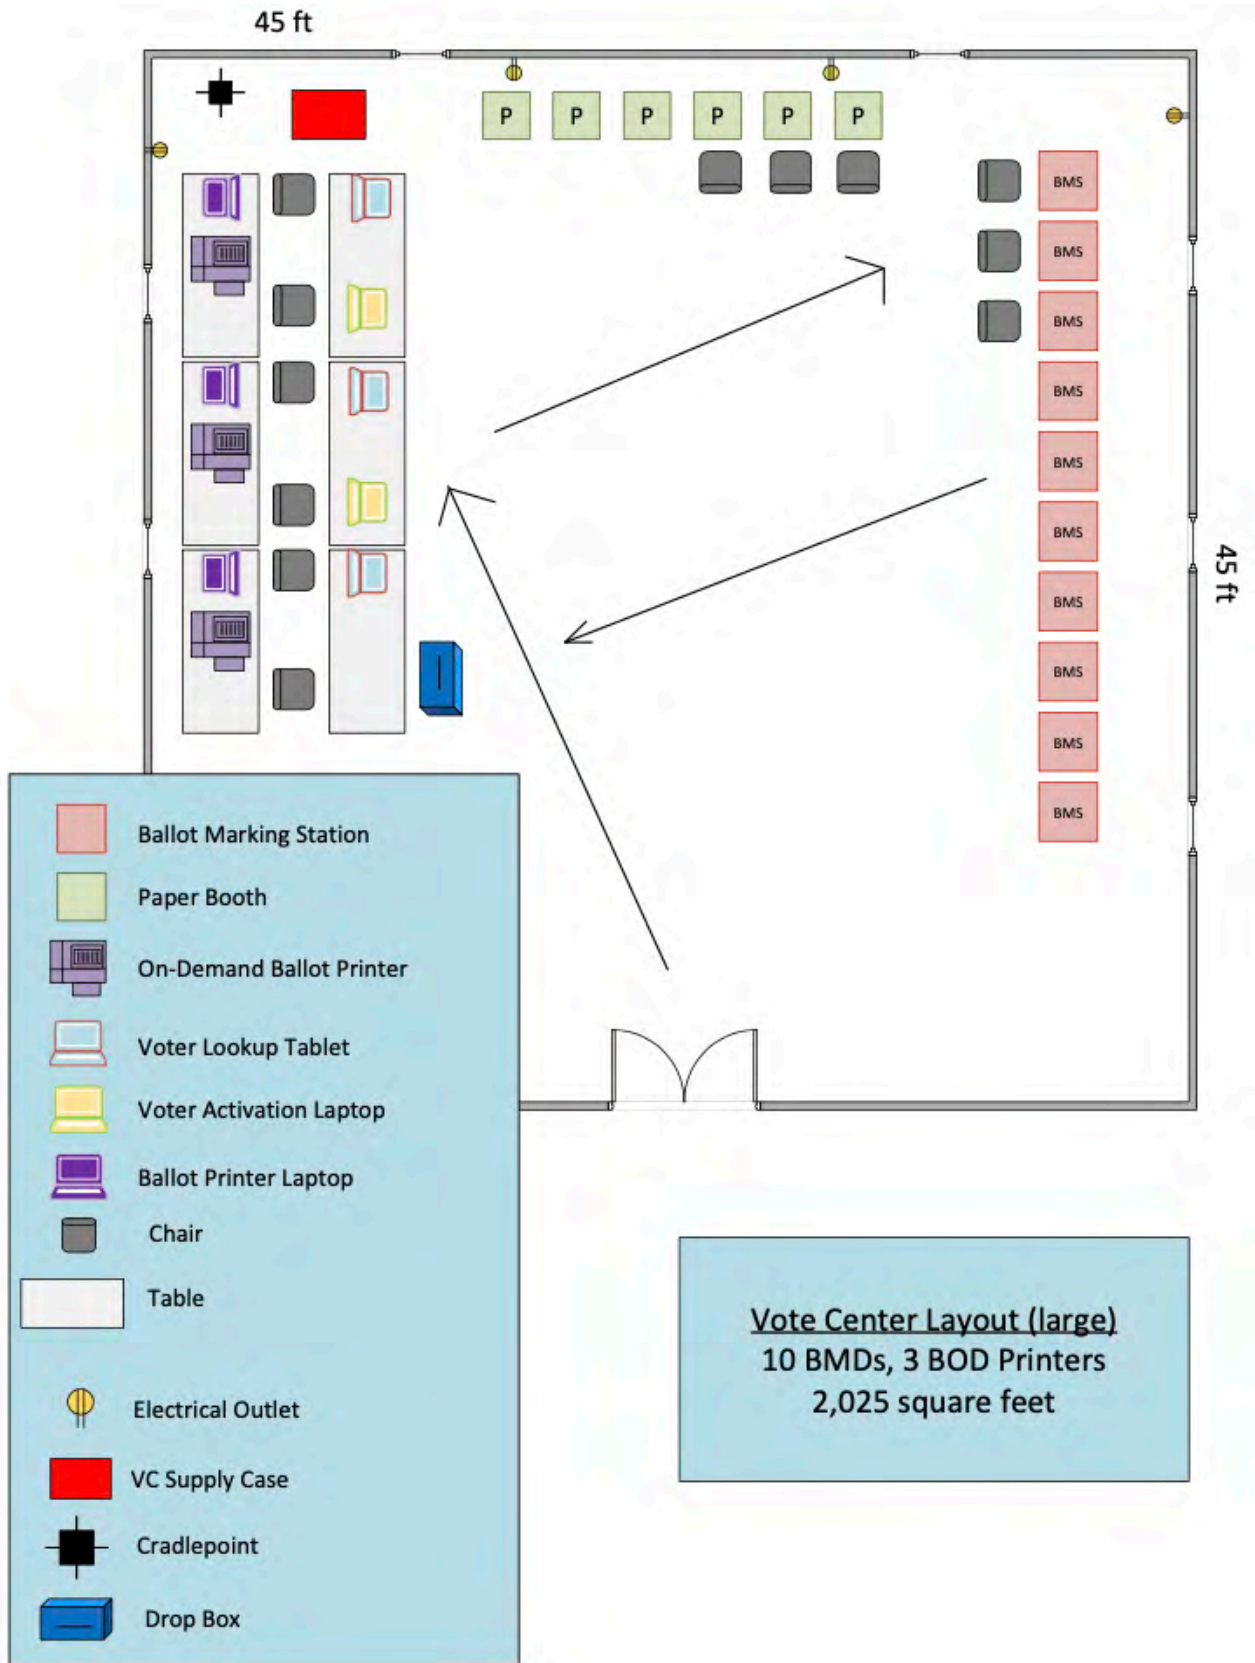 45 ft
P P P P P P
BMS
BMS
BMS
BMS
BMS
BMS
BMS
BMS
BMS
BMS
45 ft
Ballot Marking Station
Paper Booth
On-Demand Ballot Printer
Voter Lookup Tablet
Voter Activation Laptop
Ballot Printer Laptop
Chair
Table
Electrical Outlet
VC Supply Case
Cradlepoint
Drop Box
Vote Center Layout (large)
10 BMDs, 3 BOD Printers
2,025 square feet